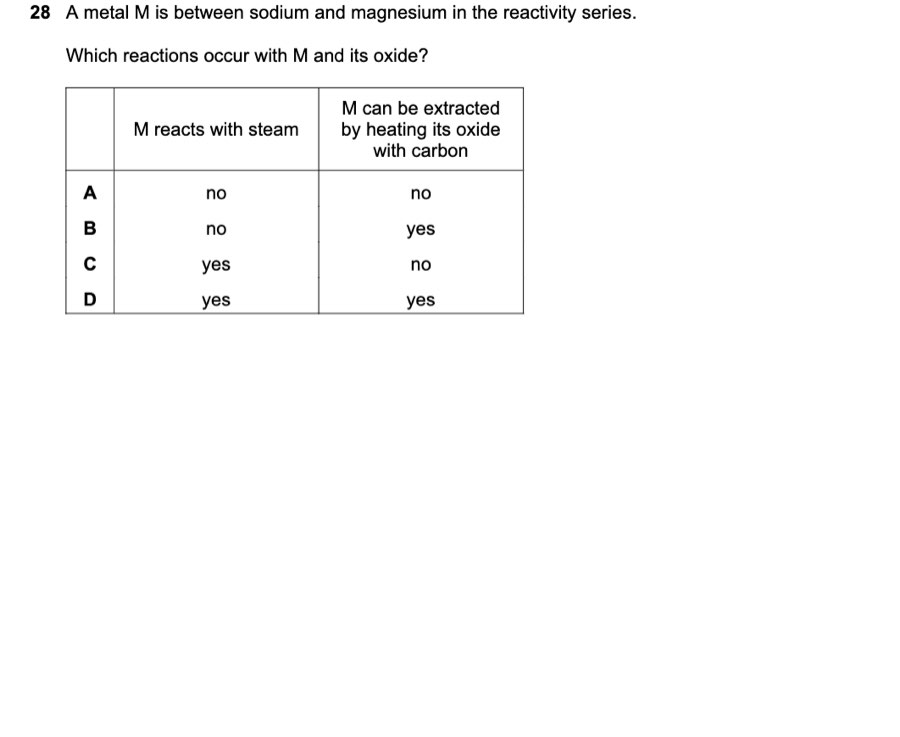 28 A metal M is between sodium and magnesium in the reactivity series.
Which reactions occur with M and its oxide?
M reacts with steam
M can be extracted
by heating its oxide
with carbon
A no no
B no yes
C yes no
D yes yes